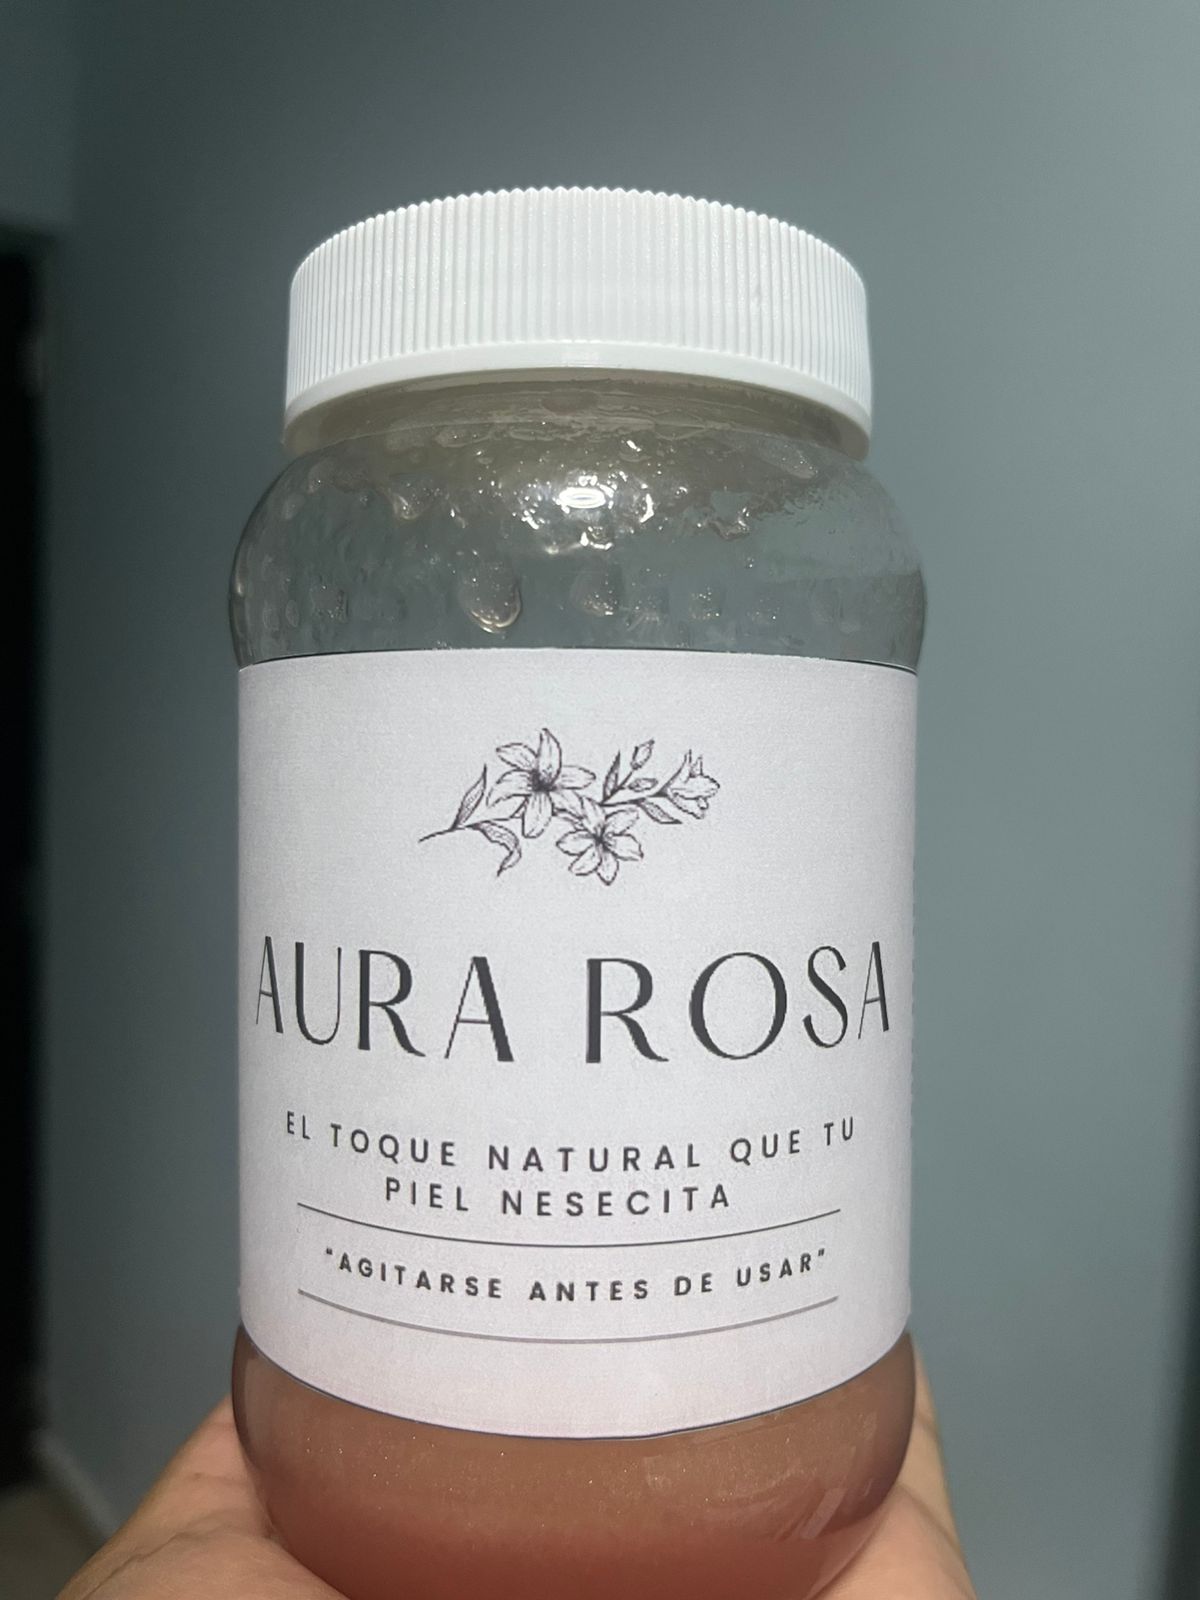 AURA ROSA
EL TOQUE NATURAL QUE TU
PIEL NESECITA
"AGITARSE ANTES DE USAR"